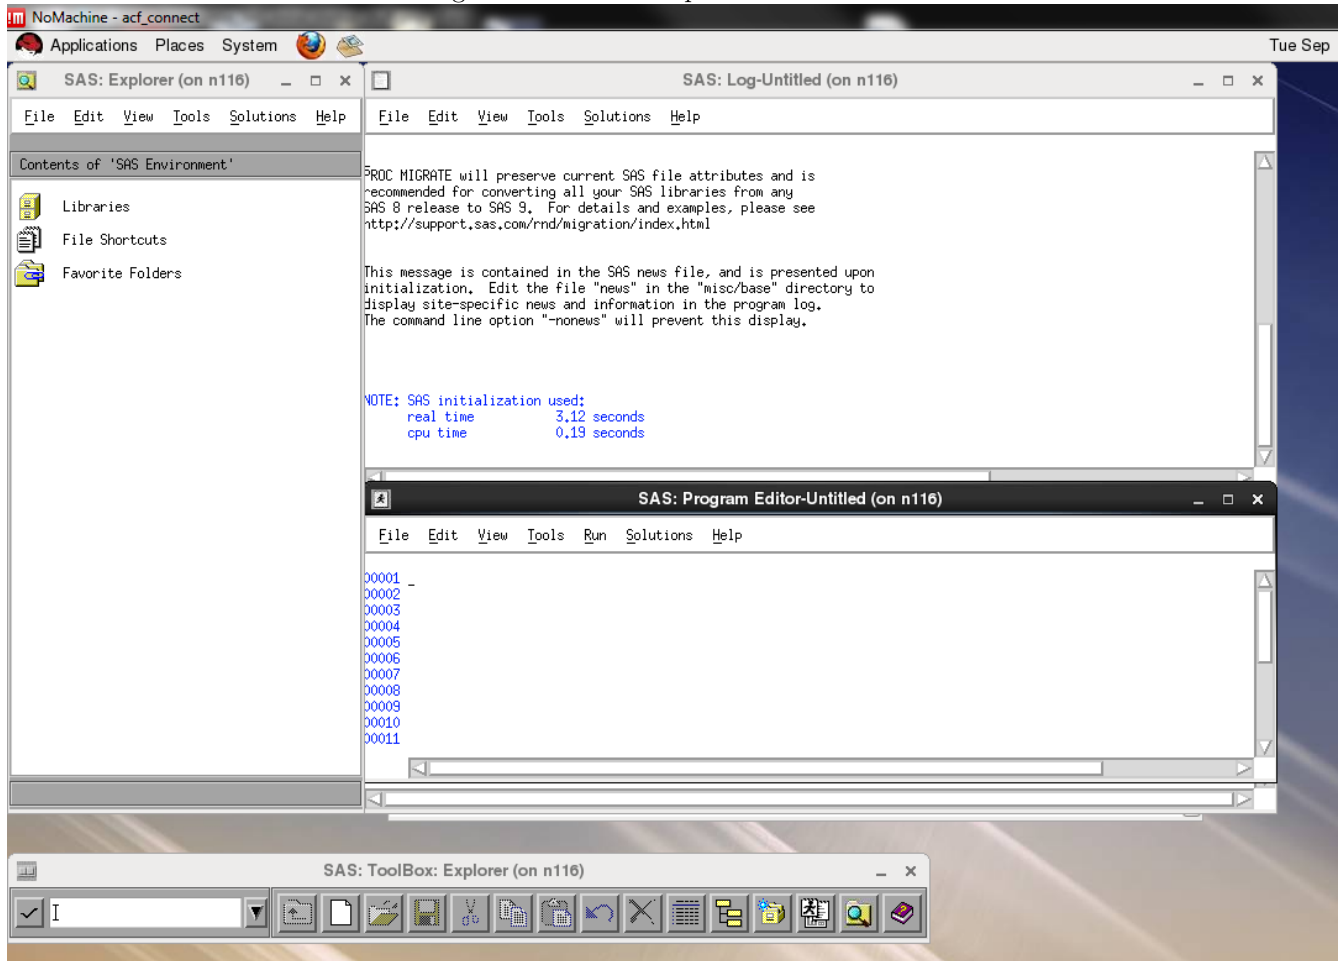 NoMachine - acf_connect
Applications Places System
Tue Sep
SAS: Explorer (on n116)
File Edit View Tools Solutions Help
Contents of 'SAS Environment'
Libraries
File Shortcuts
Favorite Folders
SAS: Log-Untitled (on n116)
File Edit View Tools Solutions Help
PROC MIGRATE will preserve current SAS file attributes and is
recommended for converting all your SAS libraries from any
SAS 8 release to SAS 9. For details and examples, please see
http://support.sas.com/rnd/migration/index.html
This message is contained in the SAS news file, and is presented upon
initialization. Edit the file "news" in the "misc/base" directory to
display site-specific news and information in the program log.
The command line option "-nonews" will prevent this display.
NOTE: SAS initialization used:
real time 3.12 seconds
cpu time 0.19 seconds
SAS: Program Editor-Untitled (on n116)
File Edit View Tools Run Solutions Help
00001
00002
00003
00004
00005
00006
00007
00008
00009
00010
00011
SAS: ToolBox: Explorer (on n116)